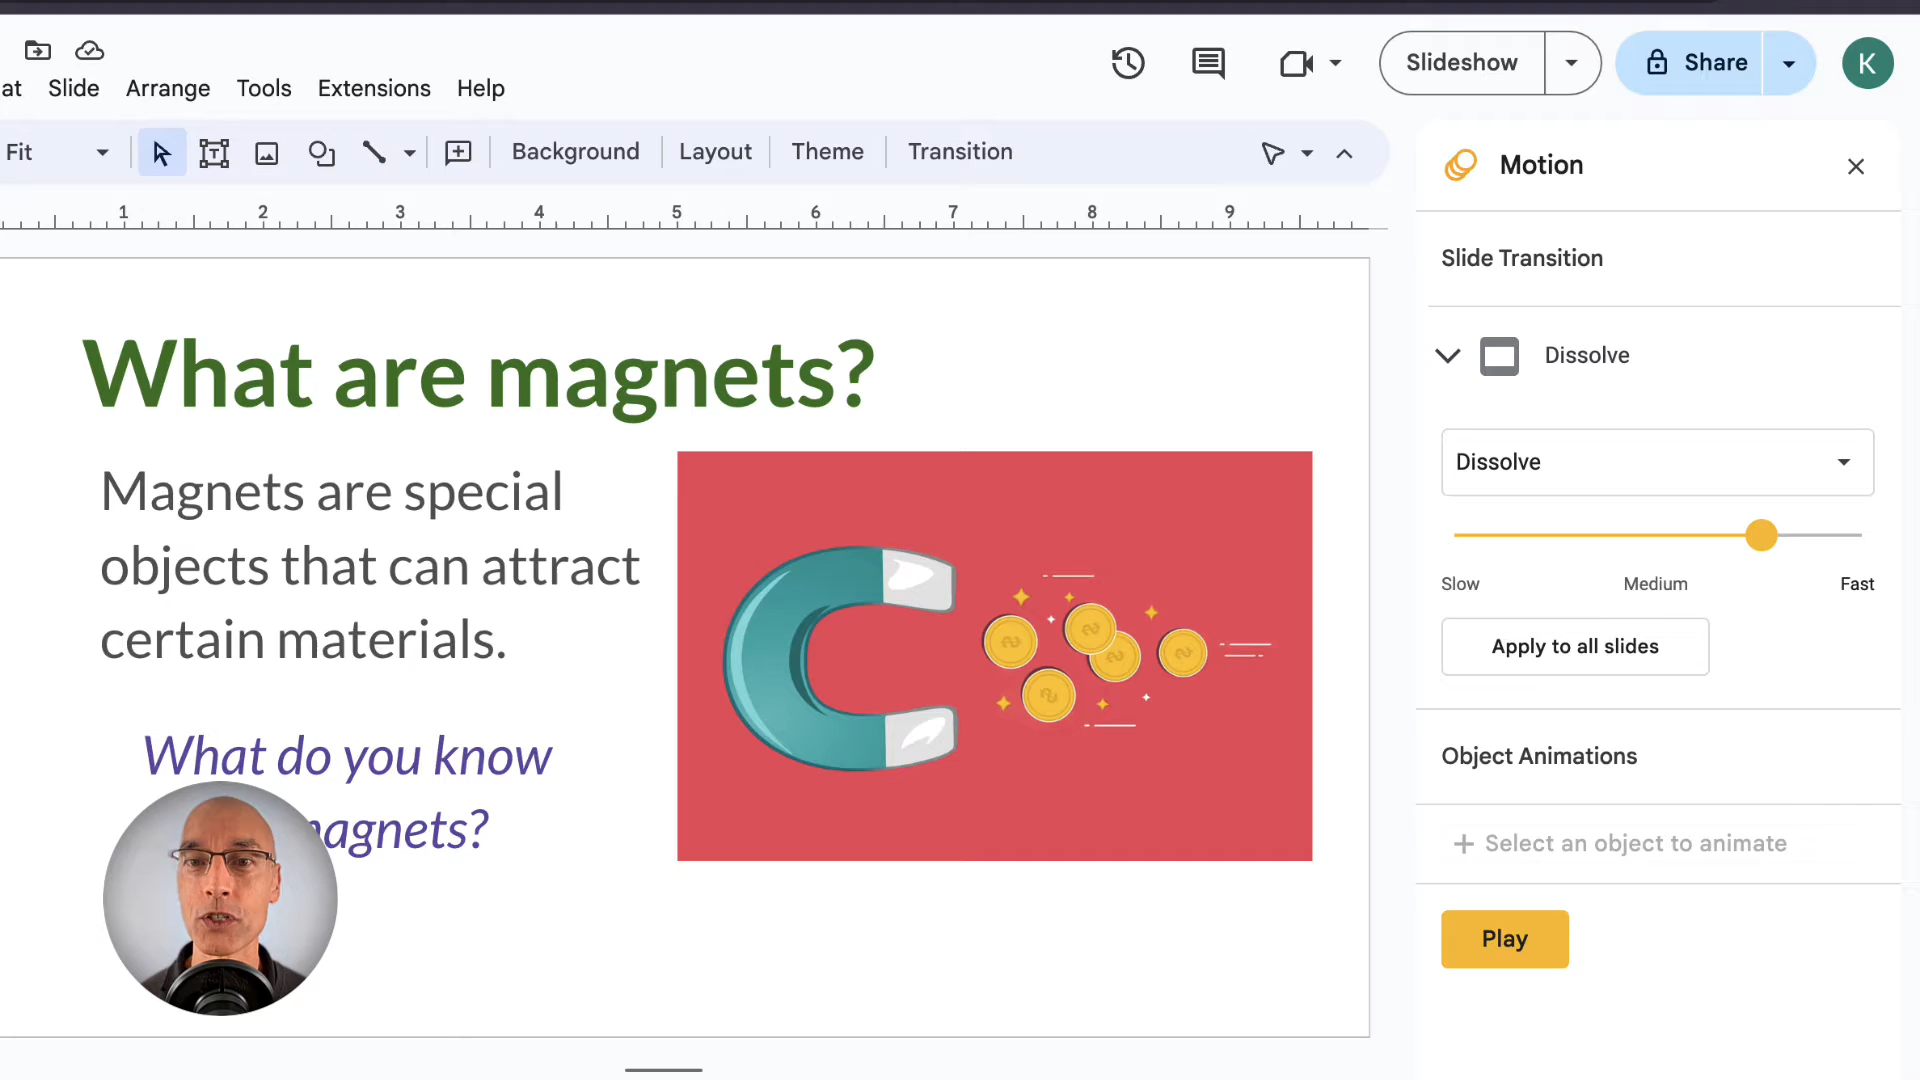 at Slide Arrange Tools Extensions Help
Slideshow
Share
K
Fit
Background
Layout
Theme
Transition
1 2 3 4 5 6 7 8 9
What are magnets?
Magnets are special
objects that can attract
certain materials.
What do you know
magnets?
Motion
Slide Transition
Dissolve
Dissolve
Slow Medium Fast
Apply to all slides
Object Animations
+ Select an object to animate
Play